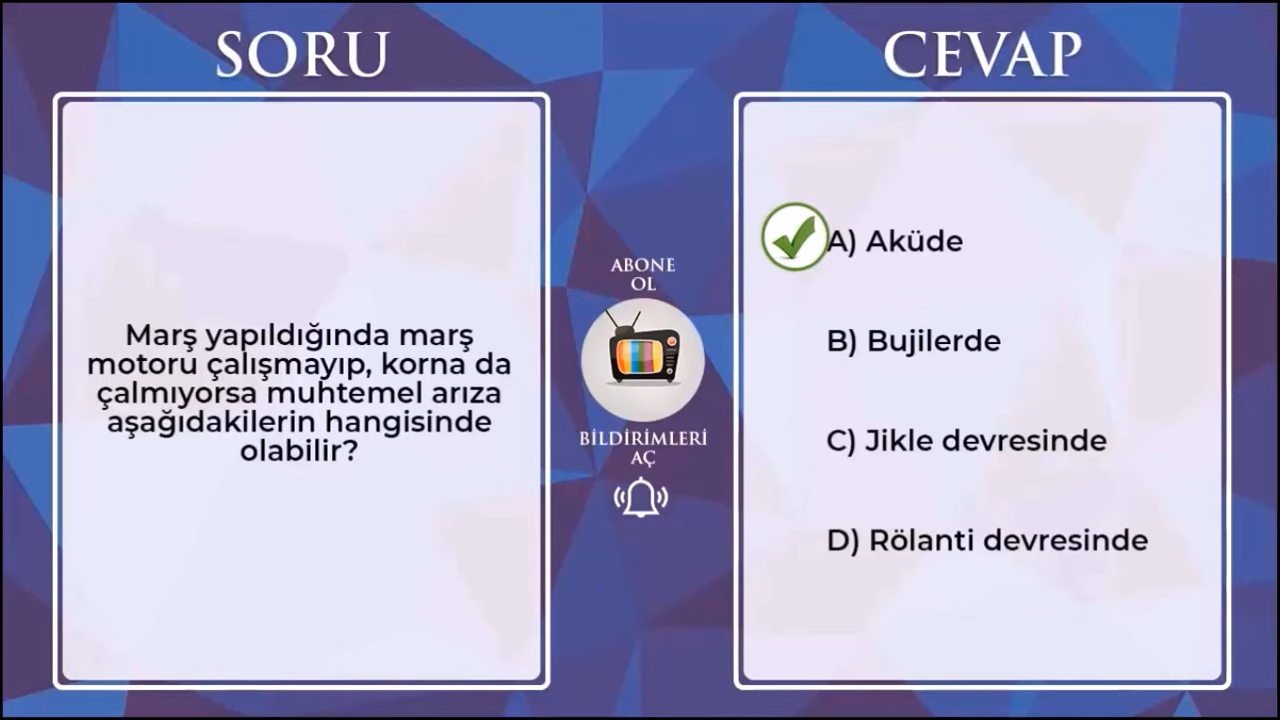 SORU
Marş yapıldığında marş
motoru çalışmayıp, korna da
çalmıyorsa muhtemel arıza
aşağıdakilerin hangisinde
olabilir?
ABONE
OL
BİLDİRİMLERİ
AÇ
CEVAP
A) Aküde
B) Bujilerde
C) Jikle devresinde
D) Rölanti devresinde